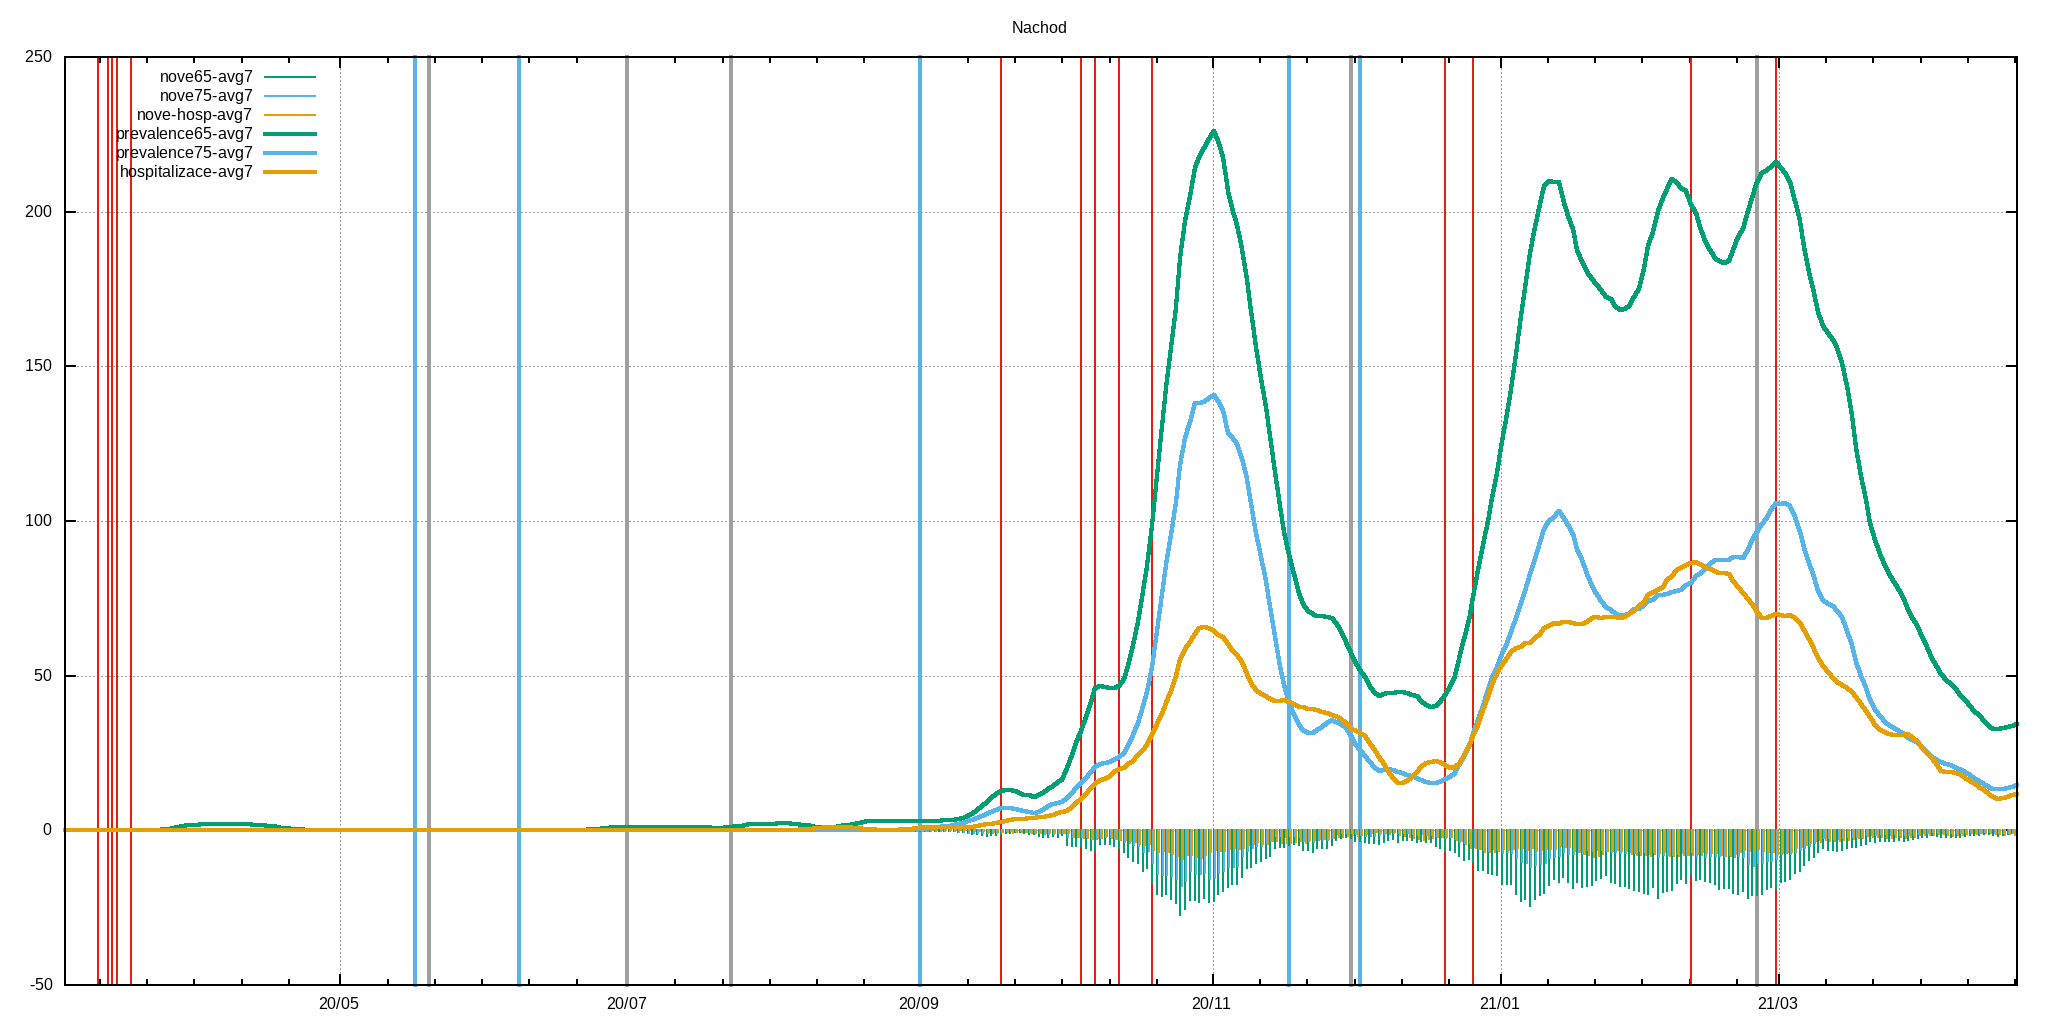 Nachod
250
200
150
100
50
0
-50
nove65-avg7
nove75-avg7
nove-hosp-avg7
prevalence65-avg7
prevalence75-avg7
hospitalizace-avg7
20/05 20/07 20/09 20/11 21/01 21/03